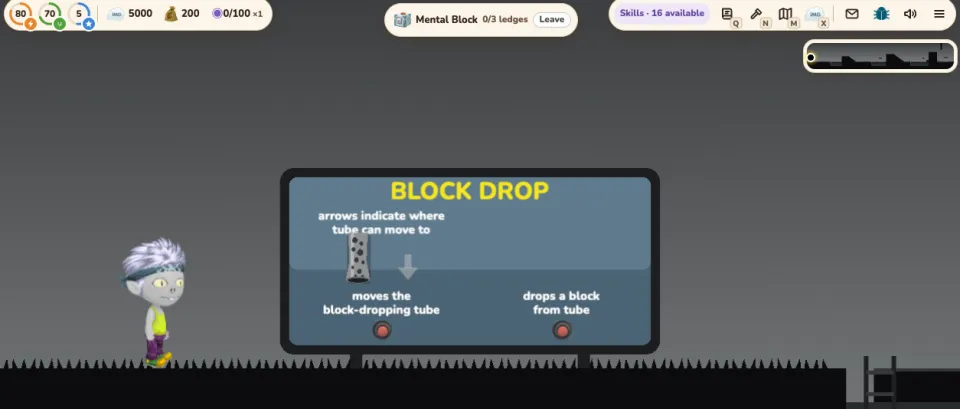 80
70
5
5000
200
0/100 ×1
Mental Block 0/3 ledges Leave
Skills · 16 available
Q
N
M
X
BLOCK DROP
arrows indicate where
tube can move to
moves the
block-dropping tube
drops a block
from tube